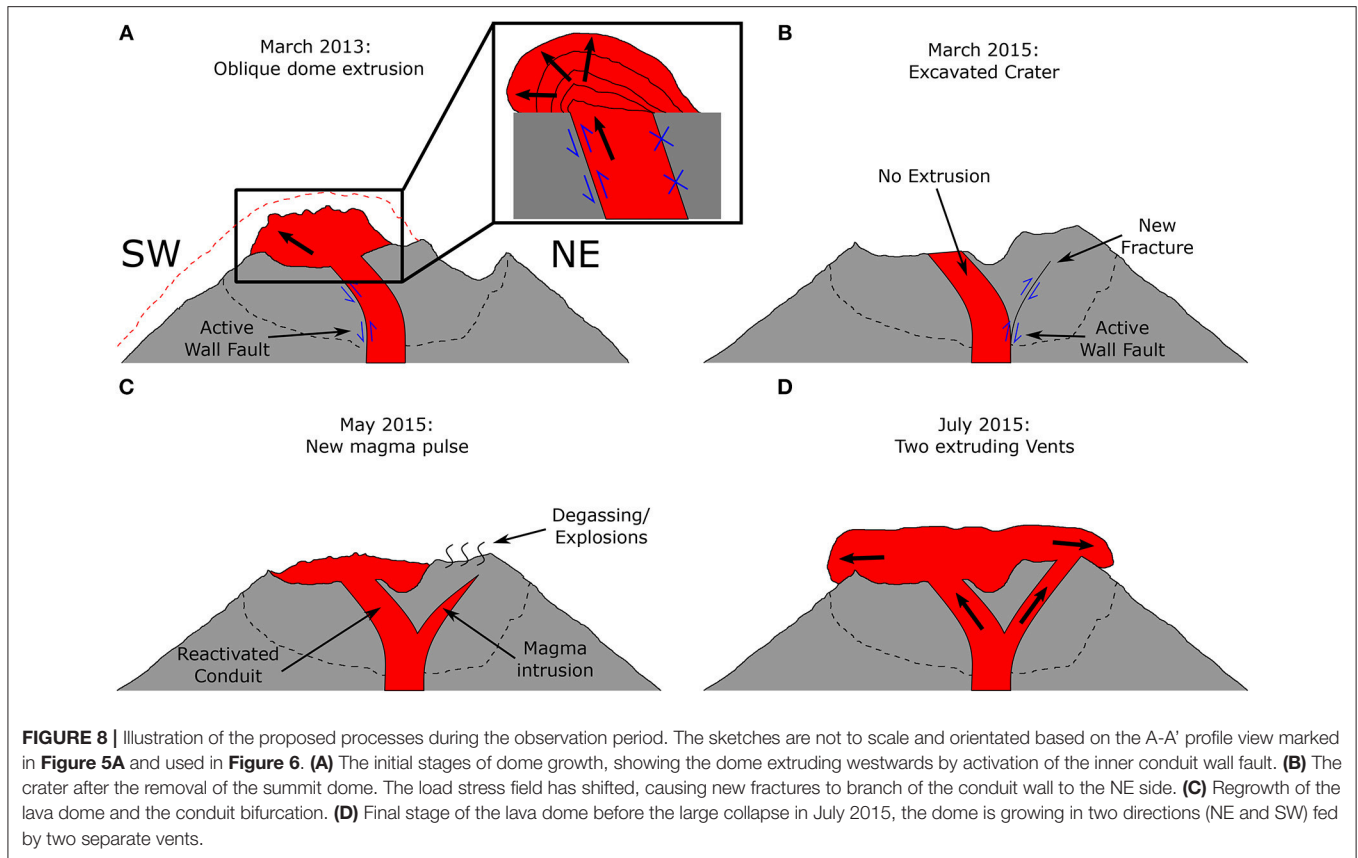 A
March 2013:
Oblique dome extrusion
SW
NE
Active
Wall Fault
B
March 2015:
Excavated Crater
No Extrusion
New
Fracture
Active
Wall Fault
C
May 2015:
New magma pulse
Degassing/
Explosions
Reactivated
Conduit
Magma
intrusion
D
July 2015:
Two extruding Vents
FIGURE 8 | Illustration of the proposed processes during the observation period. The sketches are not to scale and orientated based on the A-A' profile view marked
in Figure 5A and used in Figure 6. (A) The initial stages of dome growth, showing the dome extruding westwards by activation of the inner conduit wall fault. (B) The
crater after the removal of the summit dome. The load stress field has shifted, causing new fractures to branch of the conduit wall to the NE side. (C) Regrowth of the
lava dome and the conduit bifurcation. (D) Final stage of the lava dome before the large collapse in July 2015, the dome is growing in two directions (NE and SW) fed
by two separate vents.